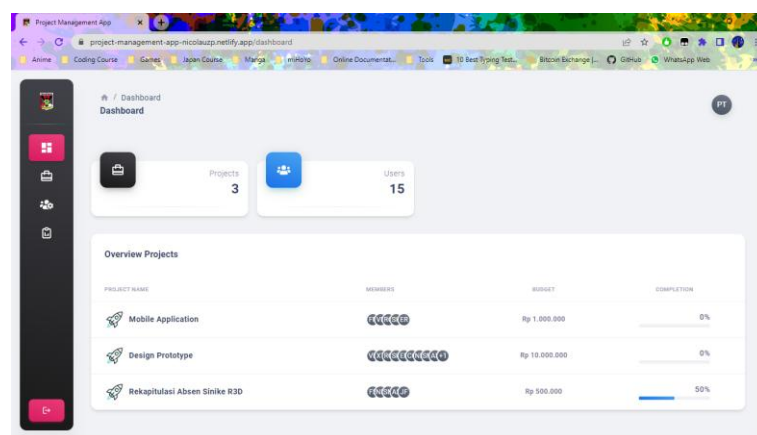 Project Management App
project-management-app-nicolauzp.netlify.app/dashboard
Anime Coding Course Games Japan Course Manga miHoYo Online Documentat... Tools 10 Best Typing Test... Bitcoin Exchange |... GitHub WhatsApp Web
/ Dashboard
Dashboard
PT
Projects
3
Users
15
Overview Projects
PROJECT NAME MEMBERS BUDGET COMPLETION
Mobile Application Rp 1.000.000 0%
Design Prototype +1 Rp 10.000.000 0%
Rekapitulasi Absen Sinike R3D Rp 500.000 50%